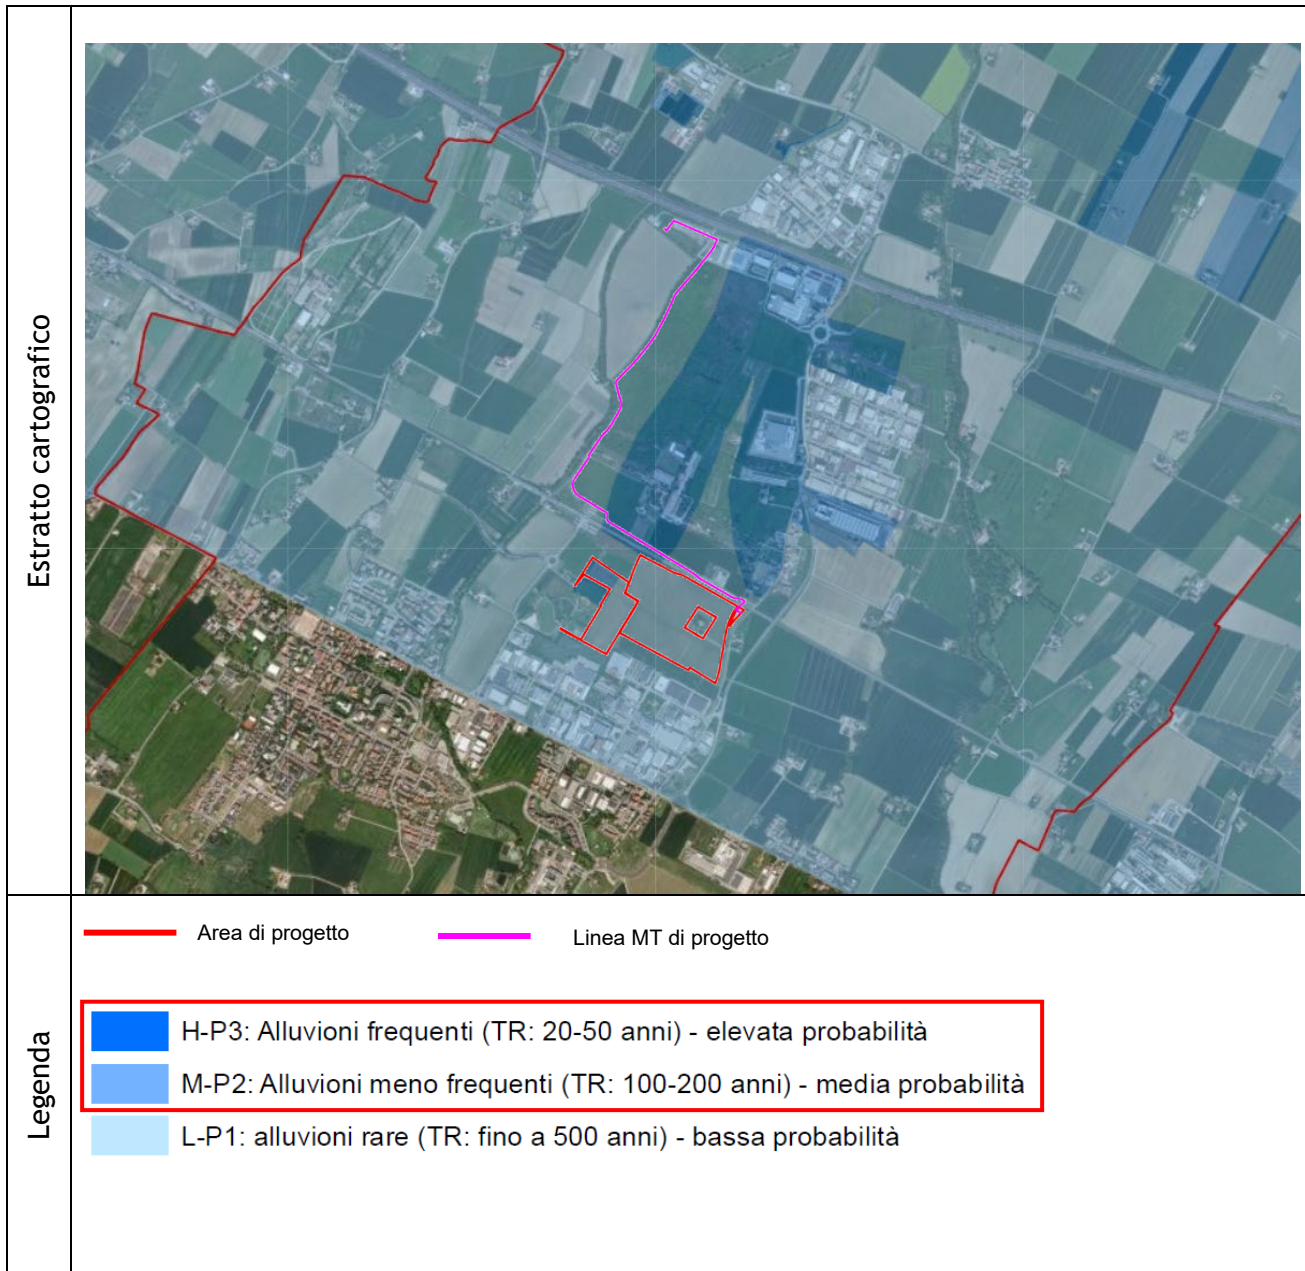 Estratto cartografico
Legenda
Area di progetto
Linea MT di progetto
H-P3: Alluvioni frequenti (TR: 20-50 anni) - elevata probabilità
M-P2: Alluvioni meno frequenti (TR: 100-200 anni) - media probabilità
L-P1: alluvioni rare (TR: fino a 500 anni) - bassa probabilità